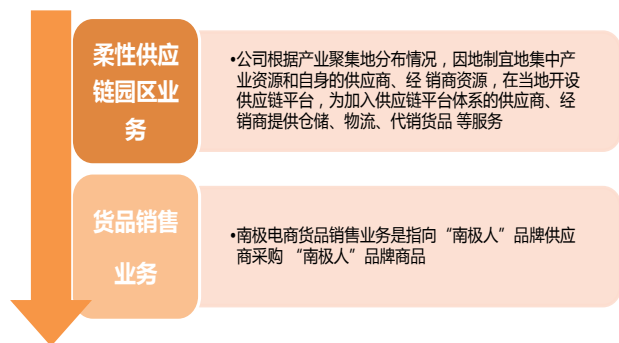 柔性供应
链园区业
务
•公司根据产业聚集地分布情况，因地制宜地集中产
业资源和自身的供应商、经 销商资源，在当地开设
供应链平台，为加入供应链平台体系的供应商、经
销商提供仓储、物流、代销货品 等服务
货品销售
业务
•南极电商货品销售业务是指向“南极人”品牌供应
商采购 “南极人”品牌商品